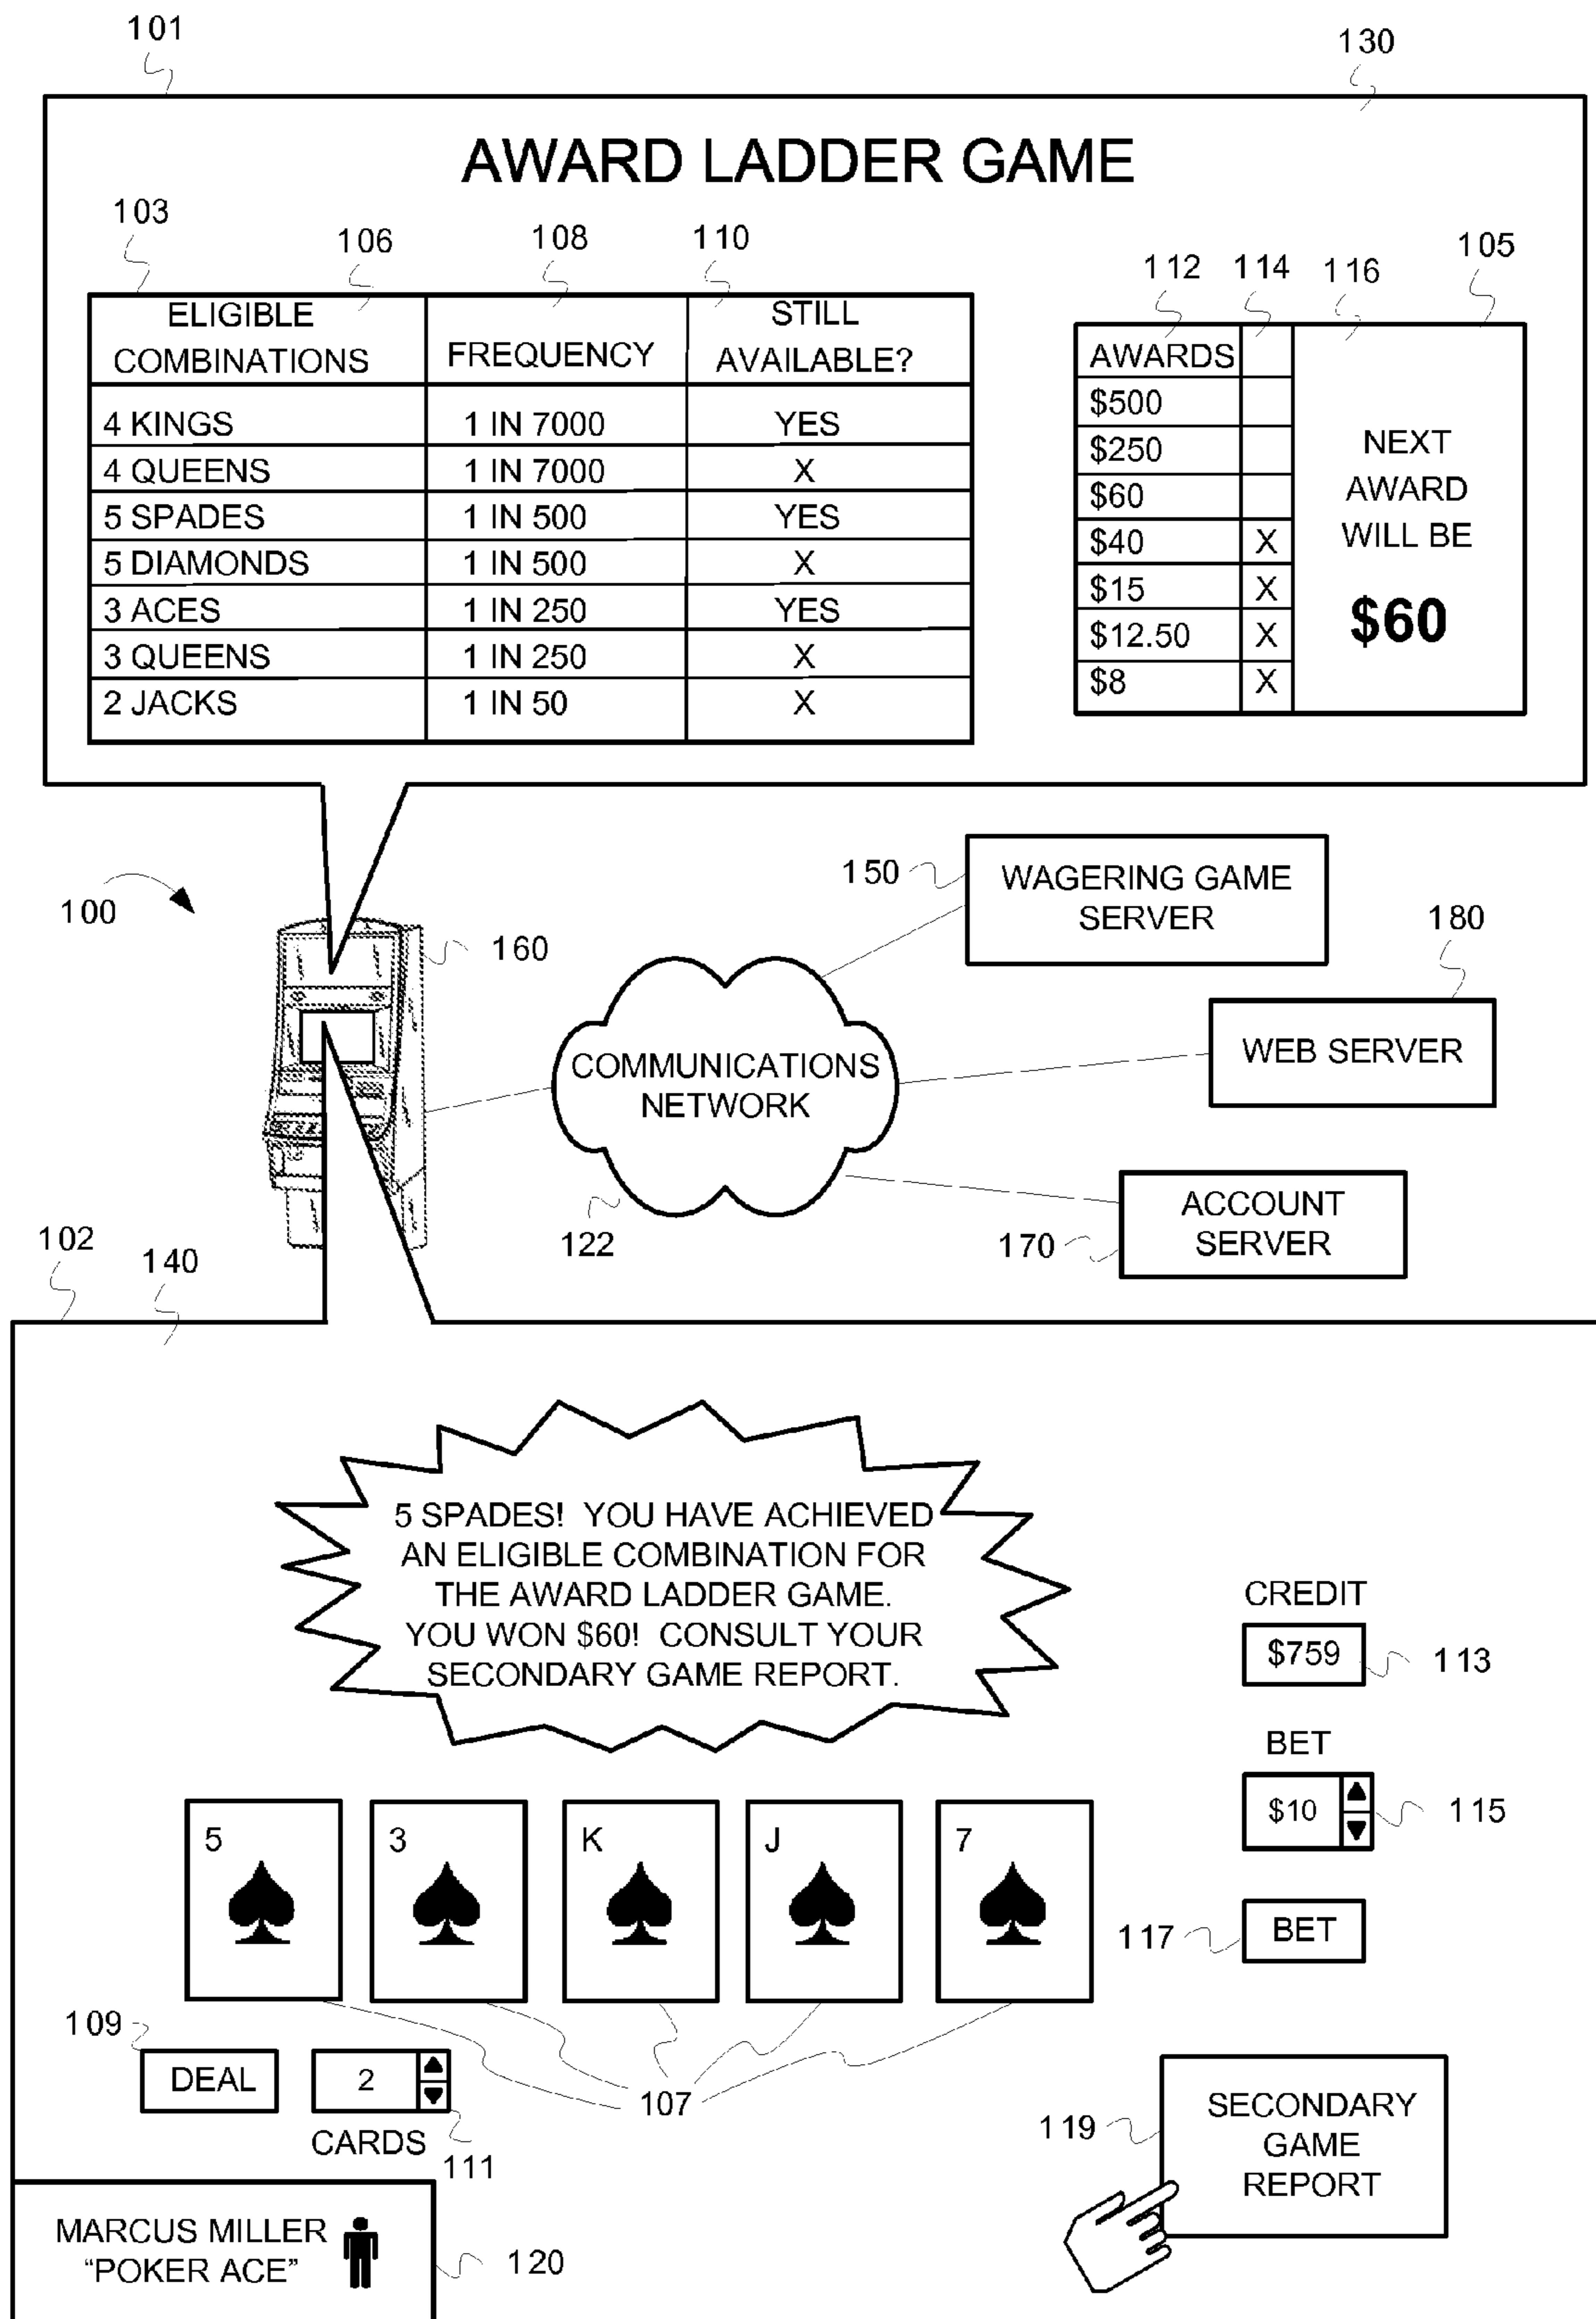 101
130
AWARD LADDER GAME
103
106
108
110
112
114
116
105
ELIGIBLE
COMBINATIONS
FREQUENCY
STILL
AVAILABLE?
4 KINGS 1 IN 7000 YES
4 QUEENS 1 IN 7000 X
5 SPADES 1 IN 500 YES
5 DIAMONDS 1 IN 500 X
3 ACES 1 IN 250 YES
3 QUEENS 1 IN 250 X
2 JACKS 1 IN 50 X
AWARDS
$500
$250
$60
$40 X
$15 X
$12.50 X
$8 X
NEXT
AWARD
WILL BE
$60
100
160
150
WAGERING GAME
SERVER
180
WEB SERVER
COMMUNICATIONS
NETWORK
122
170
ACCOUNT
SERVER
102
140
5 SPADES! YOU HAVE ACHIEVED
AN ELIGIBLE COMBINATION FOR
THE AWARD LADDER GAME.
YOU WON $60! CONSULT YOUR
SECONDARY GAME REPORT.
CREDIT
$759
113
BET
$10
115
BET
117
5
3
K
J
7
107
109
DEAL
2
CARDS
111
119
SECONDARY
GAME
REPORT
MARCUS MILLER
“POKER ACE”
120